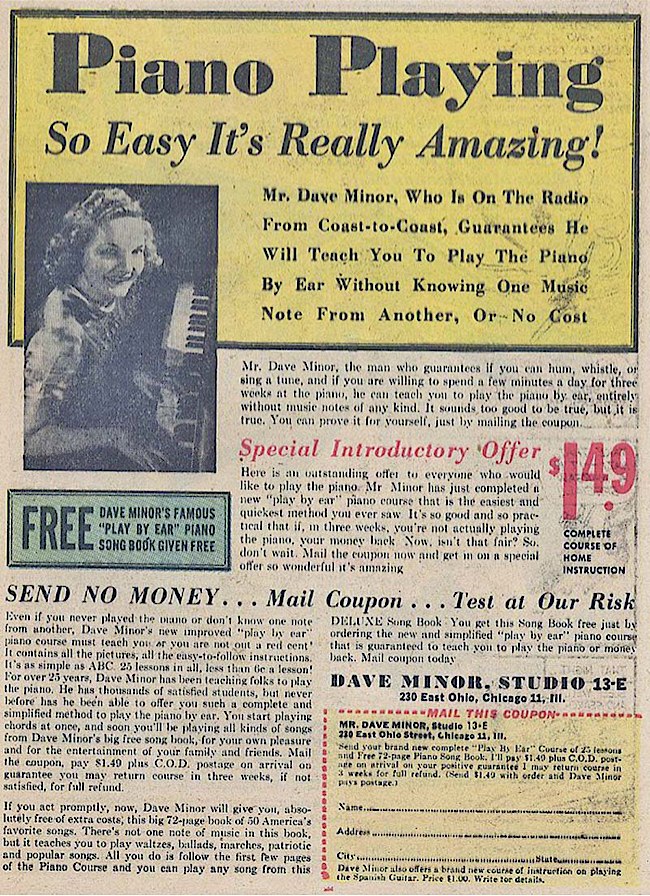 Piano Playing
So Easy It's Really Amazing!
Mr. Dave Minor, Who Is On The Radio
From Coast-to-Coast, Guarantees He
Will Teach You To Play The Piano
By Ear Without Knowing One Music
Note From Another, Or No Cost
Mr. Dave Minor, the man who guarantees if you can hum, whistle, or
sing a tune, and if you are willing to spend a few minutes a day for three
weeks at the piano, he can teach you to play the piano by ear, entirely
without music notes of any kind. It sounds too good to be true, but it is
true. You can prove it for yourself, just by mailing the coupon.
Special Introductory Offer
Here is an outstanding offer to everyone who would
like to play the piano. Mr. Minor has just completed a
new "play by ear" piano course that is the easiest and
quickest method you ever saw. It's so good and so prac-
tical that if, in three weeks, you're not actually playing
the piano, your money back. Now, isn't that fair? So,
don't wait. Mail the coupon now and get in on a special
offer so wonderful it's amazing
$1.49
COMPLETE
COURSE OF
HOME
INSTRUCTION
FREE
DAVE MINOR'S FAMOUS
"PLAY BY EAR" PIANO
SONG BOOK GIVEN FREE
SEND NO MONEY... Mail Coupon... Test at Our Risk
Even if you never played the piano or don't know one note
from another, Dave Minor's new improved "play by ear"
piano course must teach you or you are not out a red cent!
It contains all the pictures, all the easy-to-follow instructions.
It's as simple as ABC. 25 lessons in all, less than 6¢ a lesson!
For over 25 years, Dave Minor has been teaching folks to play
the piano. He has thousands of satisfied students, but never
before has he been able to offer you such a complete and
simplified method to play the piano by ear. You start playing
chords at once, and soon you'll be playing all kinds of songs
from Dave Minor's big free song book, for your own pleasure
and for the entertainment of your family and friends. Mail
the coupon, pay $1.49 plus C.O.D. postage on arrival on
guarantee you may return course in three weeks, if not
satisfied, for full refund.
If you act promptly, now, Dave Minor will give you, abso-
lutely free of extra costs, this big 72-page book of 50 America's
favorite songs. There's not one note of music in this book,
but it teaches you to play waltzes, ballads, marches, patriotic
and popular songs. All you do is follow the first few pages
of the Piano Course and you can play any song from this
DELUXE Song Book. You get this Song Book free just by
ordering the new and simplified "play by ear" piano course
that is guaranteed to teach you to play the piano or money
back. Mail coupon today
DAVE MINOR, STUDIO 13-E
230 East Ohio, Chicago 11, Ill.
MAIL THIS COUPON
MR. DAVE MINOR, Studio 13-E
230 East Ohio Street, Chicago 11, Ill.
Send your brand new complete "Play By Ear" Course of 25 lessons
and Free 72-page Piano Song Book. I'll pay $1.49 plus C.O.D. post-
age on arrival on your positive guarantee I may return course in
3 weeks for full refund. (Send $1.49 with order and Dave Minor
pays postage.)
Name
Address
City State
Dave Minor also offers a brand new course of instruction on playing
the Spanish Guitar. Price $1.00. Write for details.